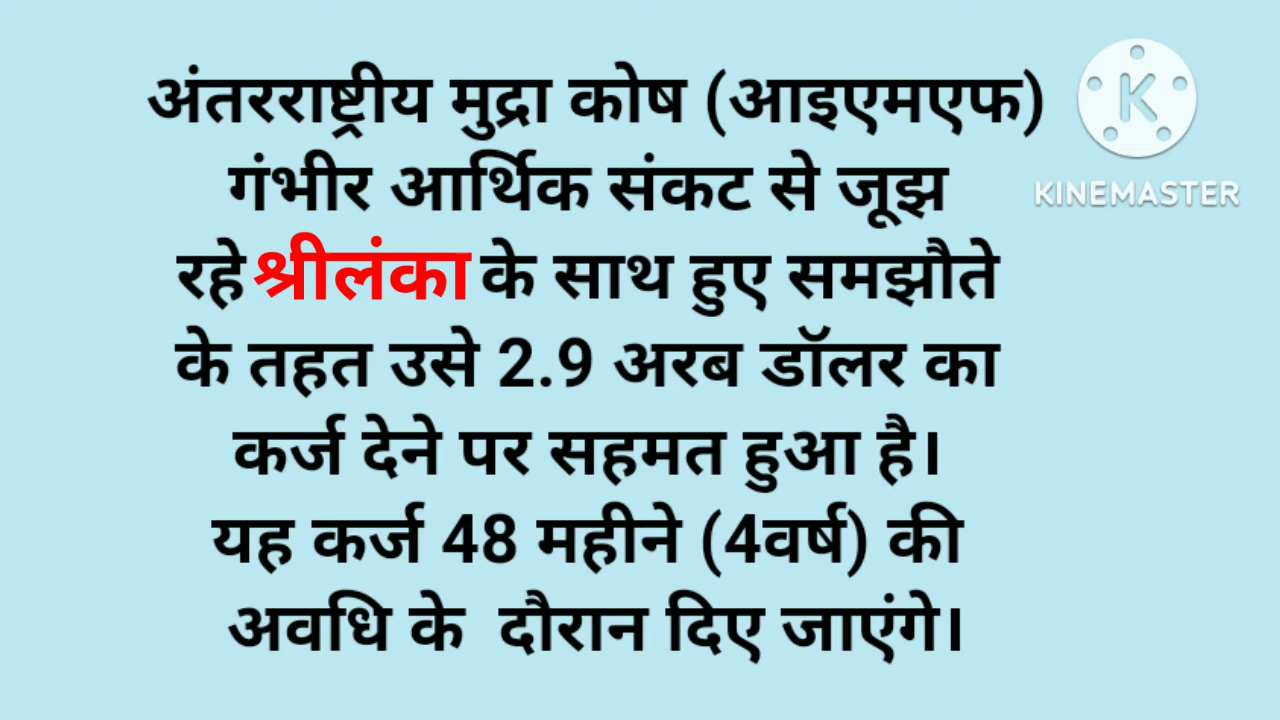 अंतरराष्ट्रीय मुद्रा कोष (आइएमएफ)
गंभीर आर्थिक संकट से जूझ
रहे श्रीलंका के साथ हुए समझौते
के तहत उसे 2.9 अरब डॉलर का
कर्ज देने पर सहमत हुआ है।
यह कर्ज 48 महीने (4वर्ष) की
अवधि के दौरान दिए जाएंगे।
K
KINEMASTER